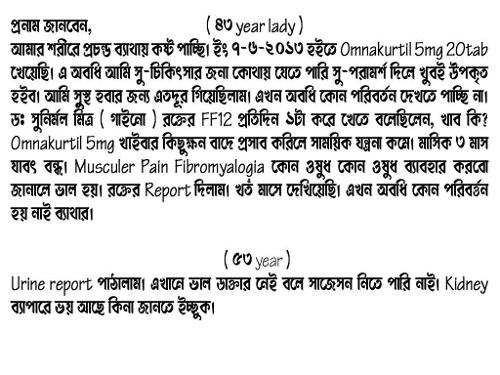 প্রনাম জানবেন, ( ৪৩ year lady )
আমার শরীরে প্রচন্ড ব্যাথায় কষ্ট পাচ্ছি। ইং ৭-৬-২০১৩ হইতে Omnakurtil 5mg 20tab
খেয়েছি। এ অবধি আমি সু-চিকিৎসার জন্য কোথায় যেতে পারি সু-পরামর্শ দিলে খুবই উপকৃত
হইব। আমি সুস্থ হবার জন্য এতদূর গিয়েছিলাম। এখন অবধি কোন পরিবর্তন দেখতে পাচ্ছি না।
ডঃ সুনির্মল মিত্র ( গাইনো ) রক্তের FF12 প্রতিদিন ১টা করে খেতে বলেছিলেন, খাব কি?
Omnakurtil 5mg খাইবার কিছুক্ষন বাদে প্রসাব করিলে সাময়িক যন্ত্রনা কমে। মাসিক ৩ মাস
যাবৎ বন্ধ। Musculer Pain Fibromyalogia কোন ওষুধ কোন ওষুধ ব্যাবহার করবো
জানালে ভাল হয়। রক্তের Report দিলাম। খর্ত মাসে দেখিয়েছি। এখন অবধি কোন পরিবর্ত্তন
হয় নাই ব্যাথার।
( ৫৩ year )
Urine report পাঠালাম। এখানে ভাল ডাক্তার নেই বলে সাজেসন নিতে পারি নাই। Kidney
ব্যাপারে ভয় আছে কিনা জানতে ইচ্ছুক।